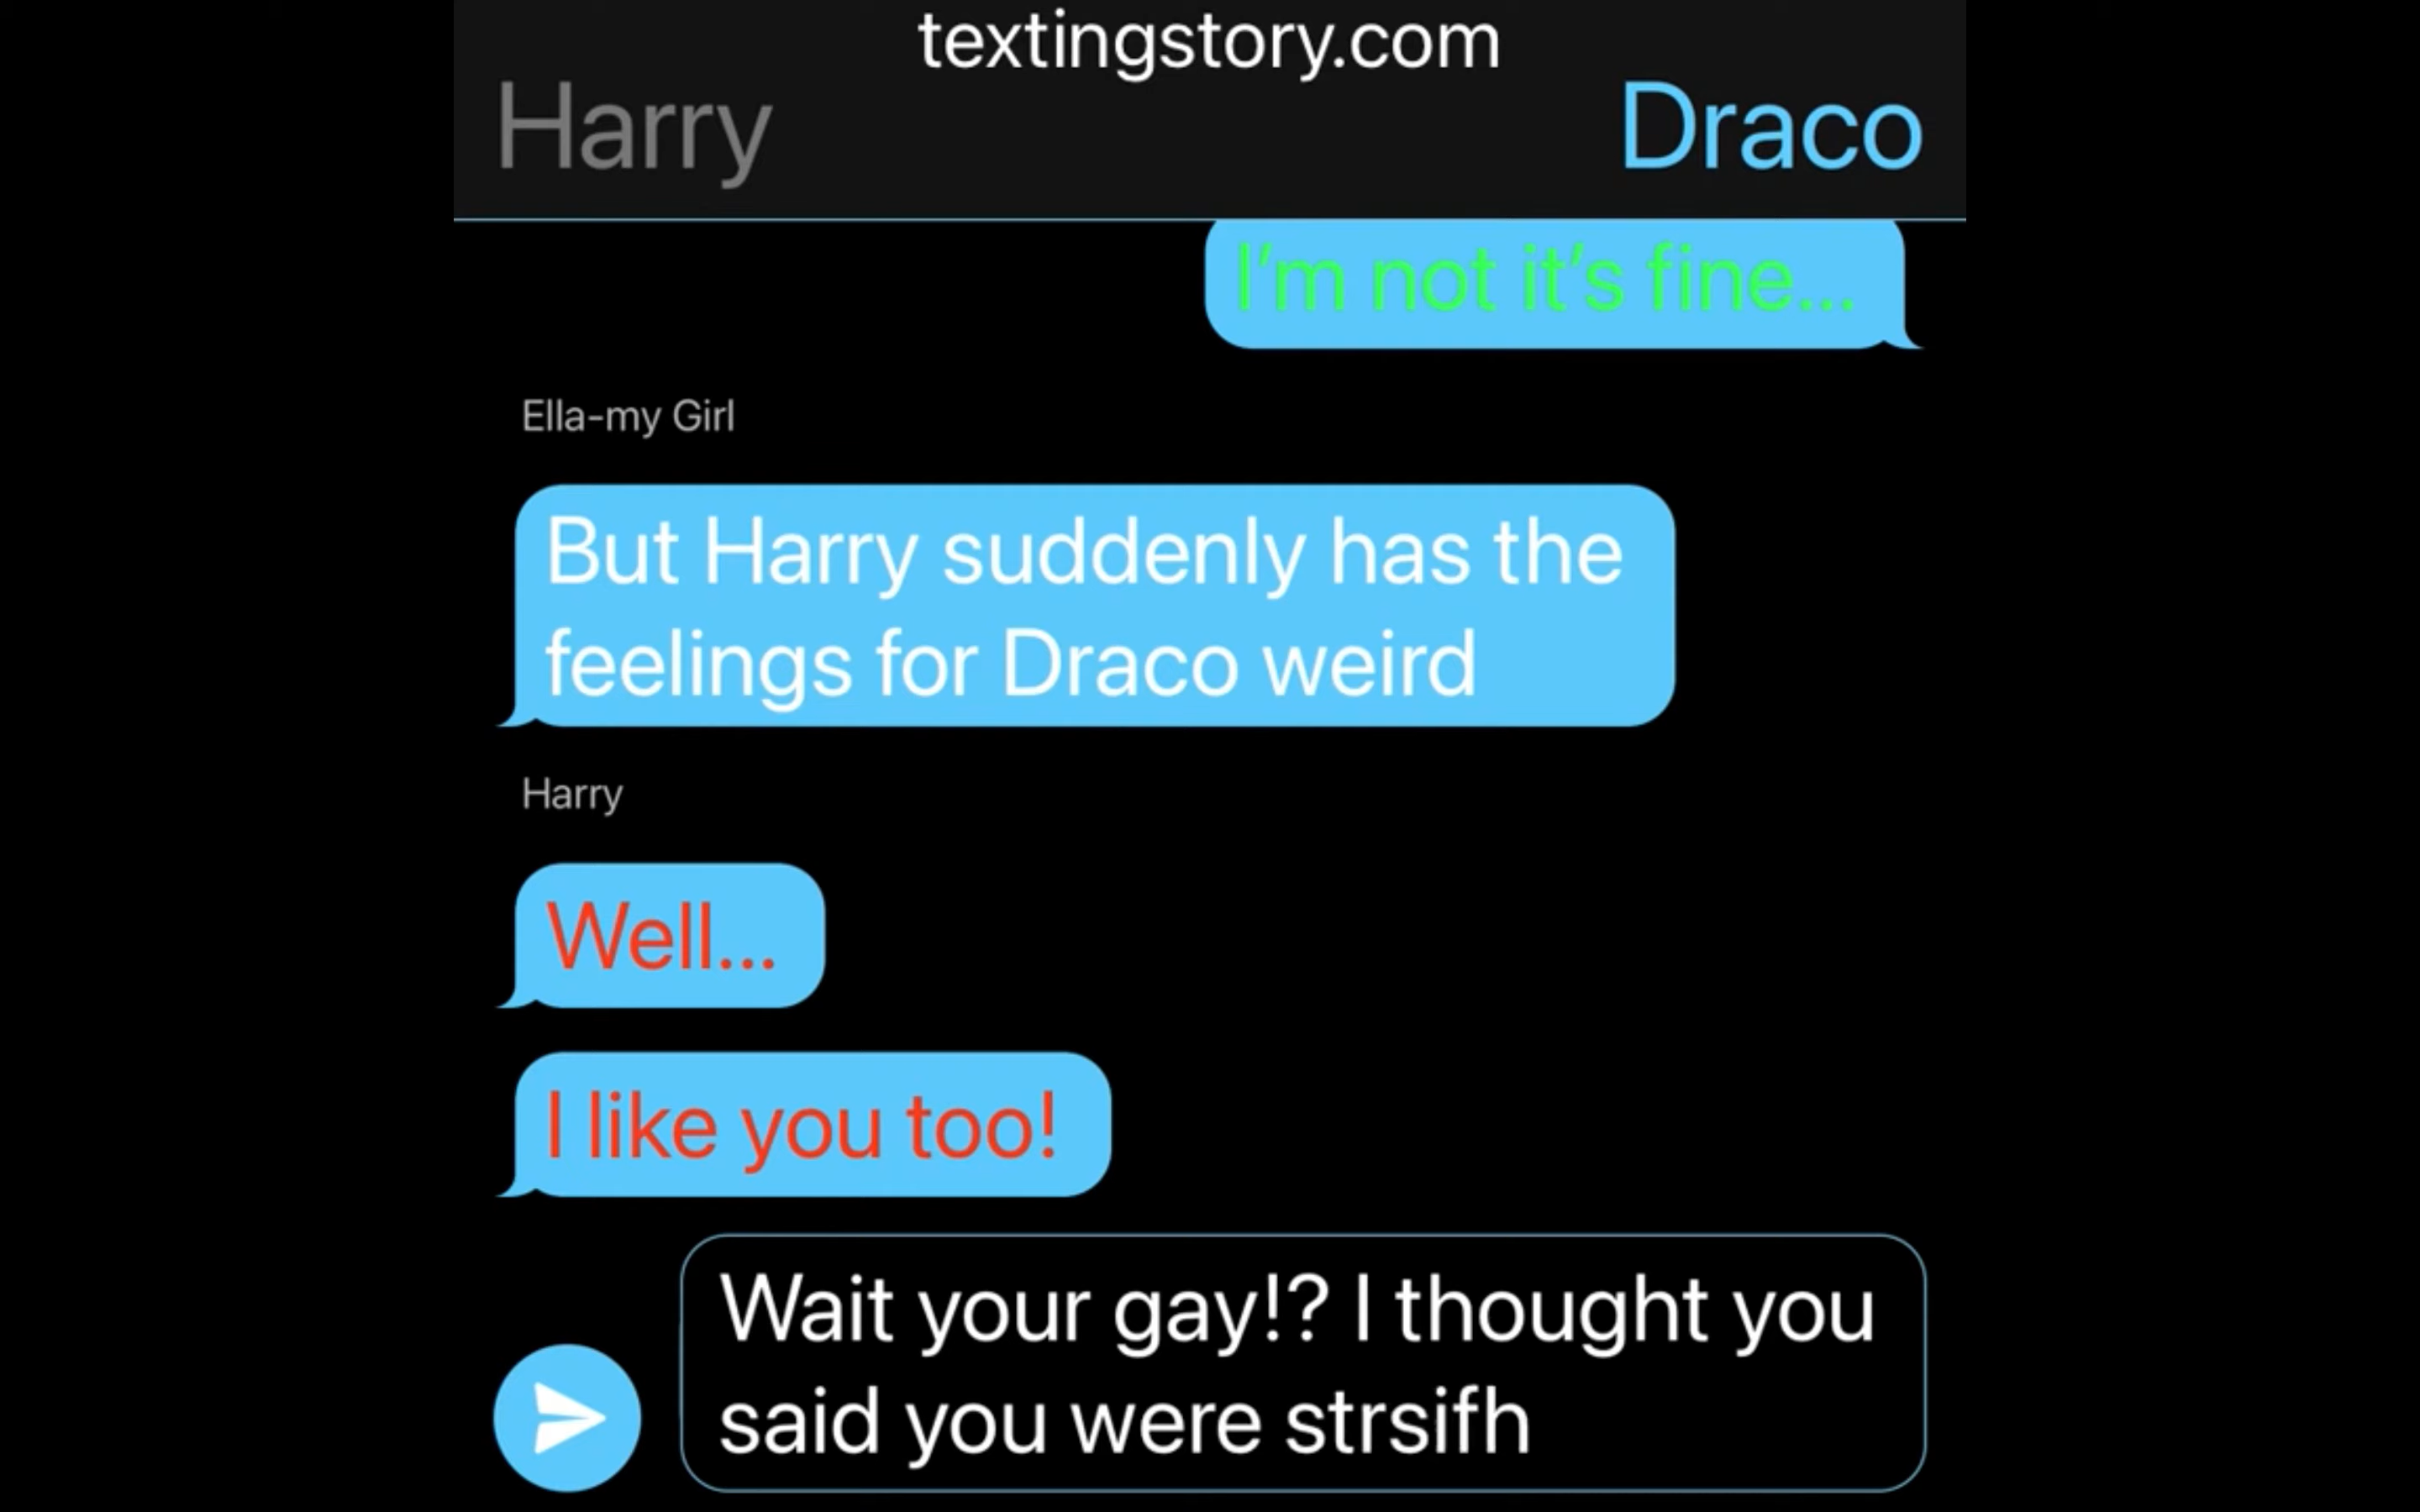 textingstory.com
Harry
Draco
I'm not it's fine...
Ella-my Girl
But Harry suddenly has the
feelings for Draco weird
Harry
Well...
I like you too!
Wait your gay!? I thought you
said you were strsifh